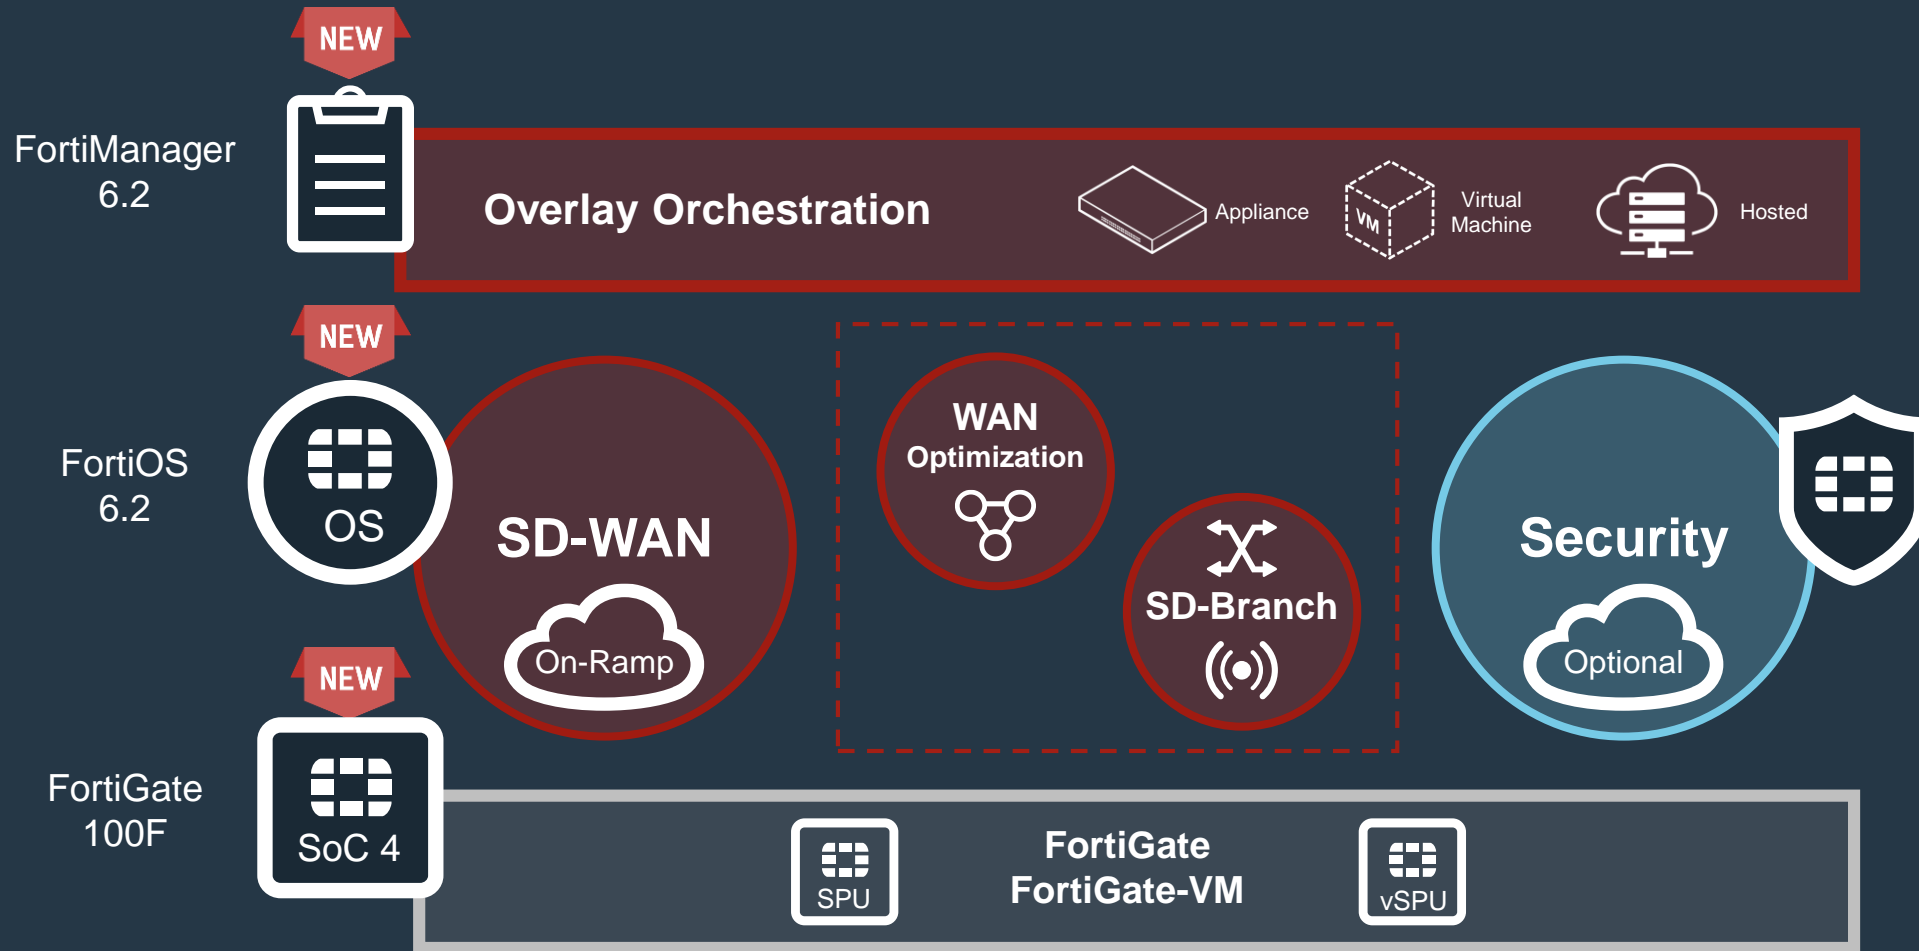 NEW
FortiManager
6.2
Overlay Orchestration
Appliance
VM
Virtual
Machine
Hosted
NEW
FortiOS
6.2
OS
SD-WAN
On-Ramp
WAN
Optimization
SD-Branch
Security
Optional
NEW
FortiGate
100F
SoC 4
SPU
FortiGate
FortiGate-VM
vSPU